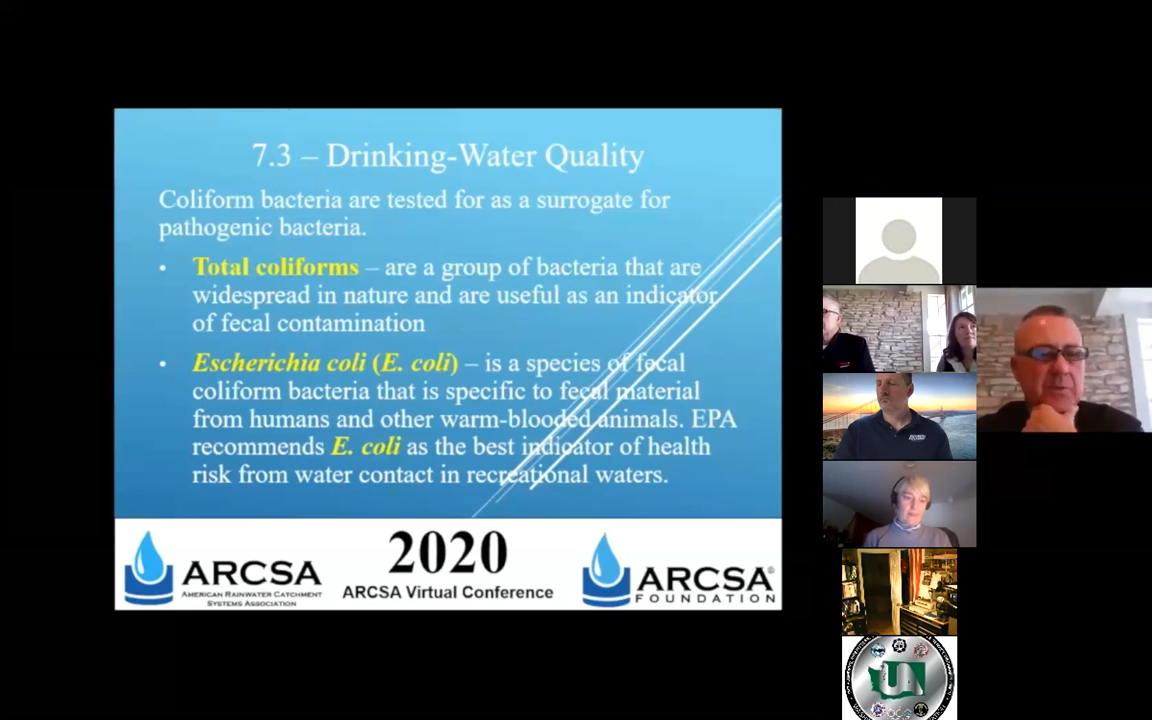 7.3 – Drinking-Water Quality
Coliform bacteria are tested for as a surrogate for
pathogenic bacteria.
• Total coliforms – are a group of bacteria that are
widespread in nature and are useful as an indicator
of fecal contamination
• Escherichia coli (E. coli) – is a species of fecal
coliform bacteria that is specific to fecal material
from humans and other warm-blooded animals. EPA
recommends E. coli as the best indicator of health
risk from water contact in recreational waters.
ARCSA
AMERICAN RAINWATER CATCHMENT
SYSTEMS ASSOCIATION
2020
ARCSA Virtual Conference
ARCSA®
FOUNDATION
UA